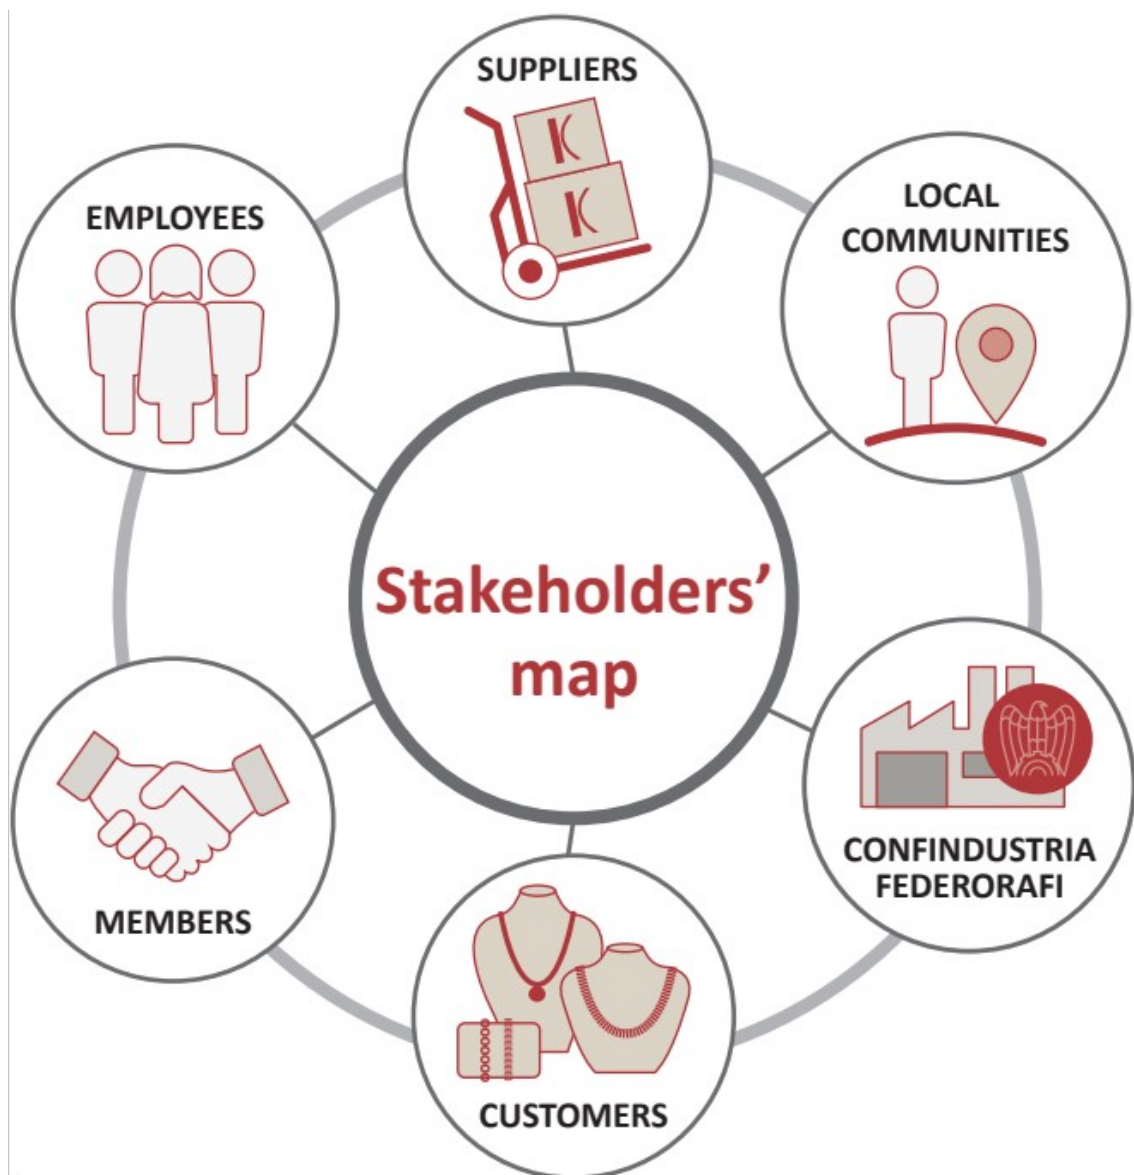 SUPPLIERS
EMPLOYEES
LOCAL
COMMUNITIES
Stakeholders’
map
CONFINDUSTRIA
FEDERORAFI
MEMBERS
CUSTOMERS